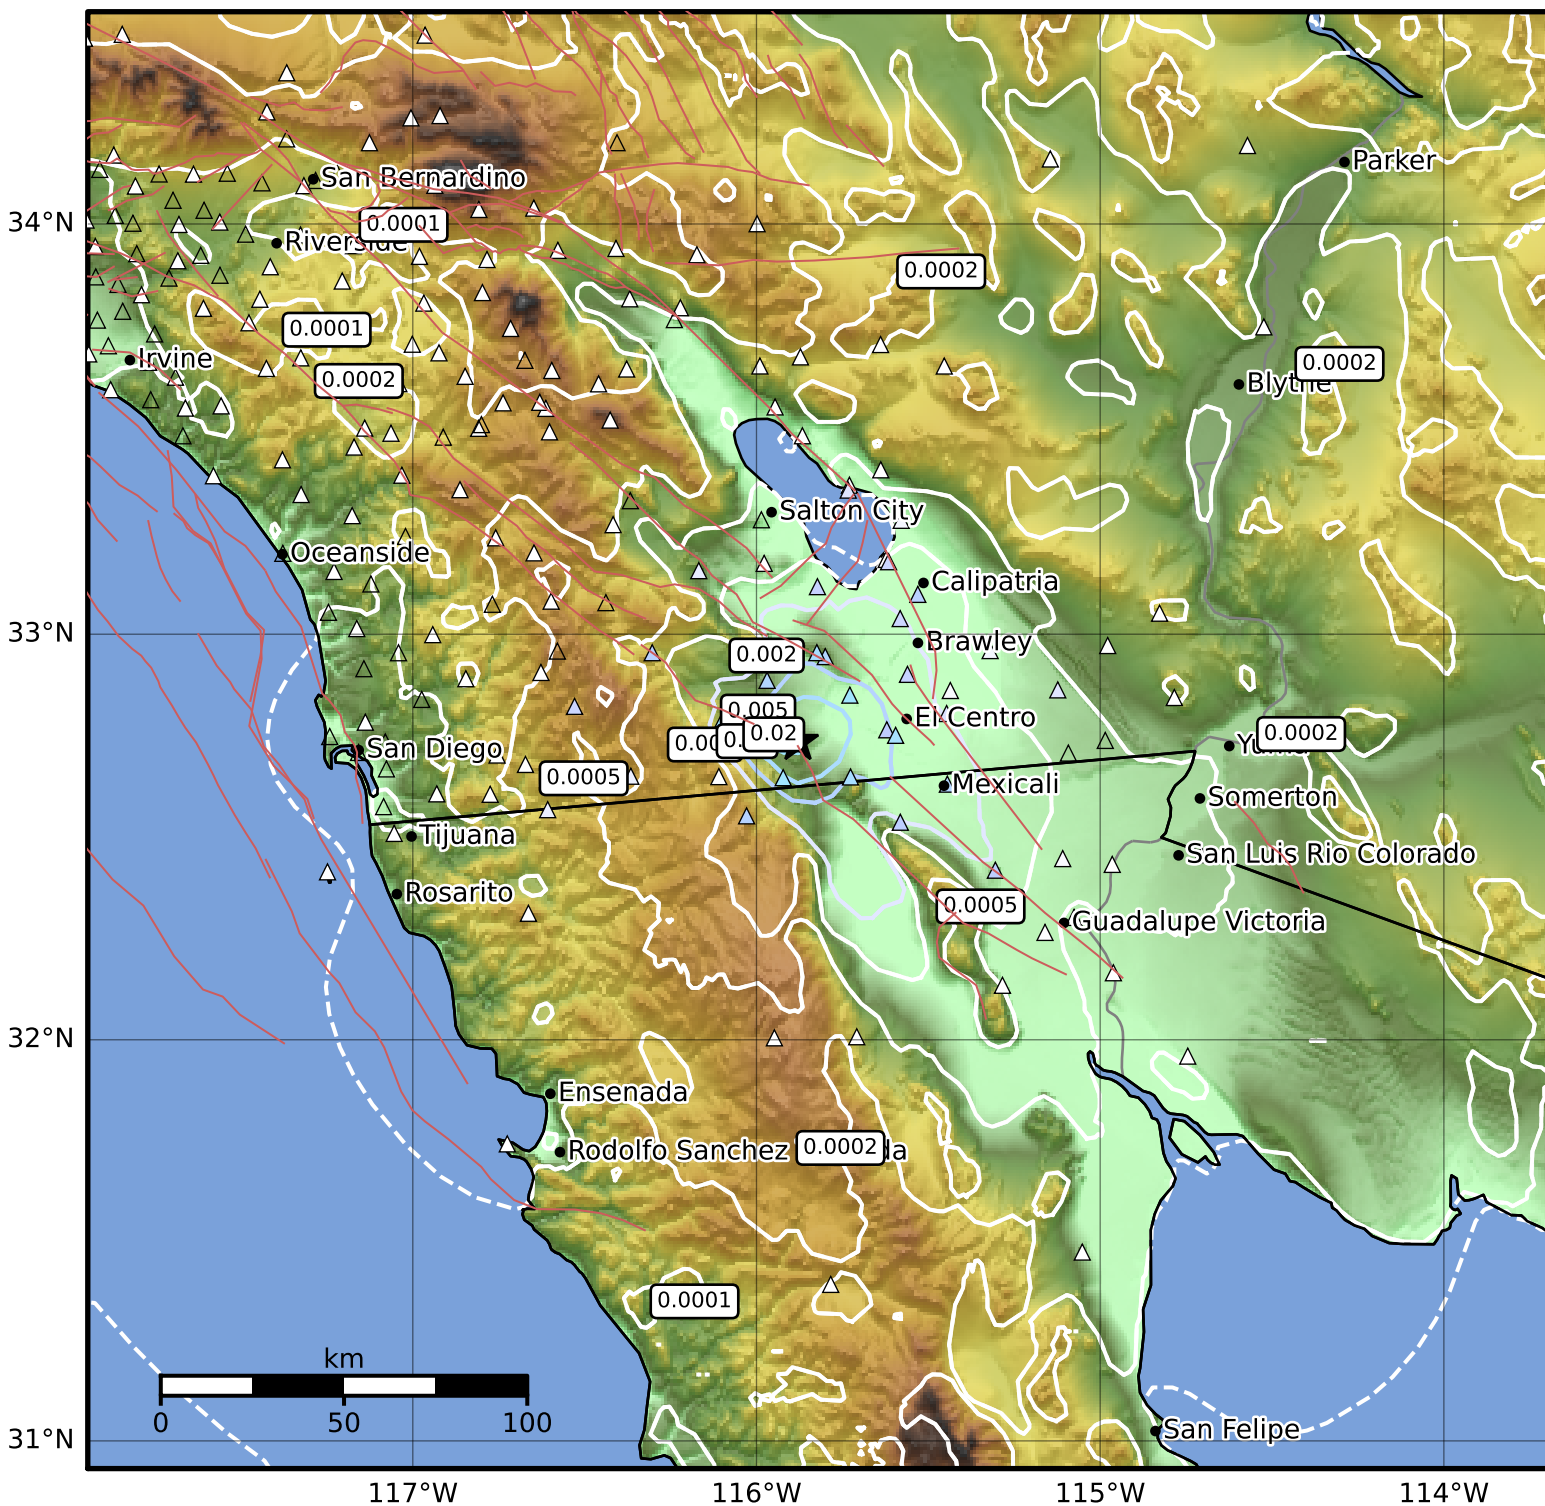 Parker
San Bernardino
34°N
0.0001
Riverside
0.0002
0.0001
Irvine
0.0002
0.0002
Blythe
Salton City
Oceanside
Calipatria
33°N
Brawley
0.002
0.005
El Centro
0.02
San Diego
0.0002
0.0005
Mexicali
Somerton
Tijuana
San Luis Rio Colorado
Rosarito
0.0005
Guadalupe Victoria
32°N
Ensenada
Rodolfo Sanchez
0.0002
0.0001
km
0
50
100
31°N
San Felipe
117°W
116°W
115°W
114°W